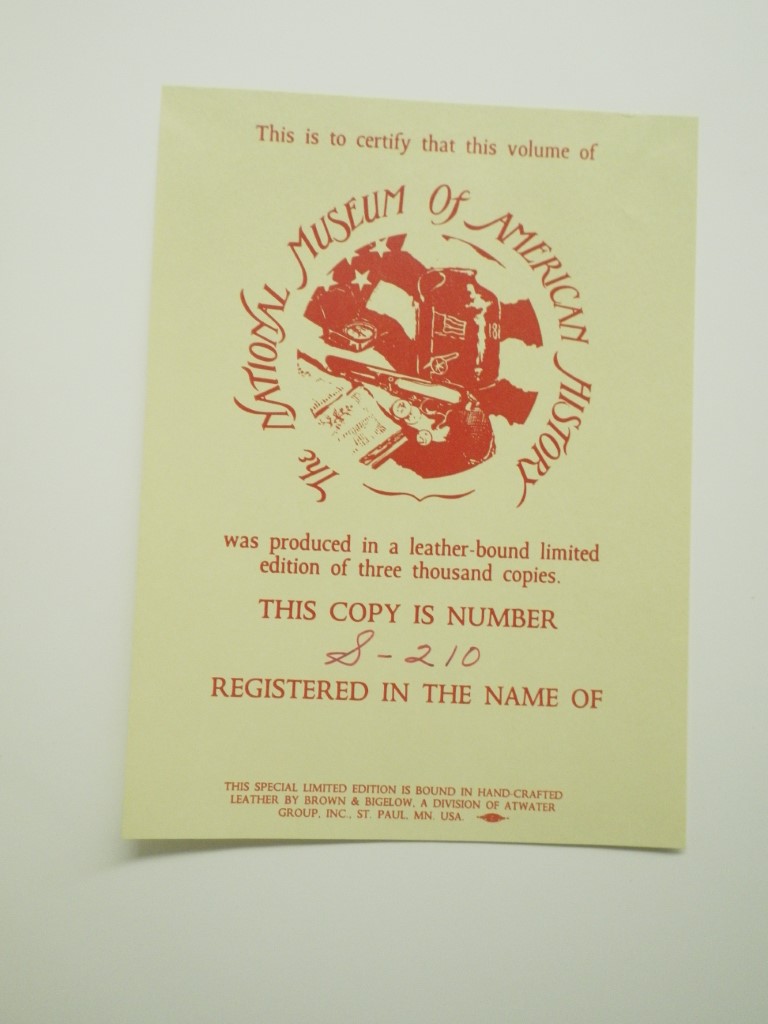 This is to certify that this volume of
The NATIONAL MUSEUM Of AMERICAN HISTORY
was produced in a leather-bound limited
edition of three thousand copies.
THIS COPY IS NUMBER
S-210
REGISTERED IN THE NAME OF
THIS SPECIAL LIMITED EDITION IS BOUND IN HAND-CRAFTED
LEATHER BY BROWN & BIGELOW, A DIVISION OF ATWATER
GROUP, INC., ST. PAUL, MN. USA.